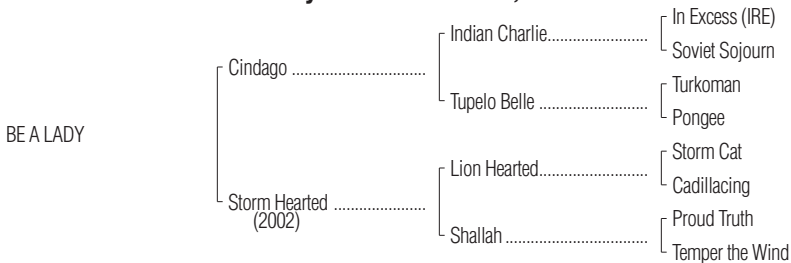 In Excess (IRE)
Indian Charlie.........................
Soviet Sojourn
Cindago ................................
Turkoman
Tupelo Belle ..........................
Pongee
BE A LADY
Storm Cat
Lion Hearted..........................
Cadillacing
Storm Hearted ......................
(2002)
Proud Truth
Shallah ..................................
Temper the Wind